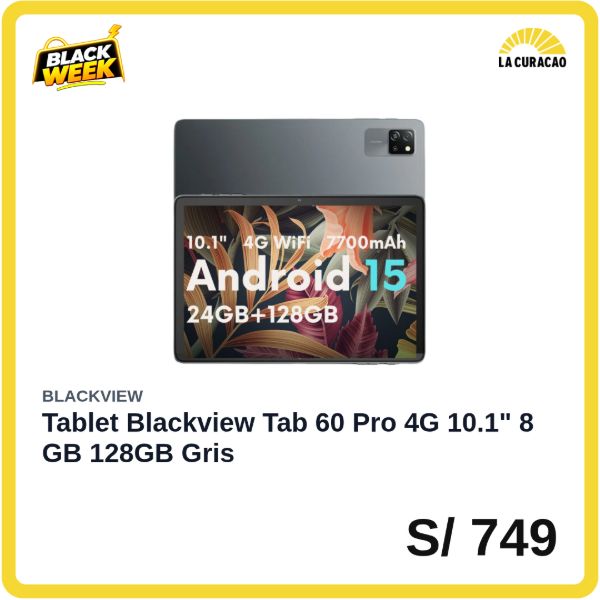 BLACK
WEEK
LA CURACAO
10.1" 4G WiFi 7700mAh
Android 15
24GB+128GB
BLACKVIEW
Tablet Blackview Tab 60 Pro 4G 10.1" 8
GB 128GB Gris
S/ 749